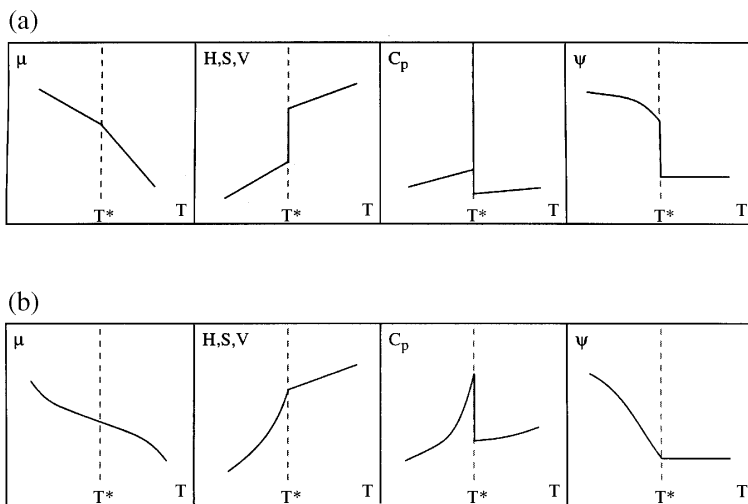 (a)
μ H,S,V Cp ψ
T* T T* T T* T T* T
(b)
μ H,S,V Cp ψ
T* T T* T T* T T* T